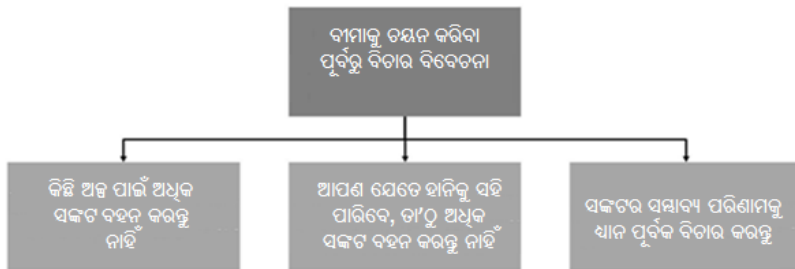 ବୀମାକୁ ଚୟନ କରିବା
ପୂର୍ବରୁ ବିଚାର ବିବେଚନା
କିଛି ଅଳ୍ପ ପାଇଁ ଅଧିକ
ସଙ୍କଟ ବହନ କରନ୍ତୁ
ନାହିଁ
ଆପଣ ଯେତେ ହାନିକୁ ସହି
ପାରିବେ, ତା'ଠୁ ଅଧିକ
ସଙ୍କଟ ବହନ କରନ୍ତୁ ନାହିଁ
ସଙ୍କଟର ସମ୍ଭାବ୍ୟ ପରିଣାମକୁ
ଧ୍ୟାନ ପୂର୍ବକ ବିଚାର କରନ୍ତୁ